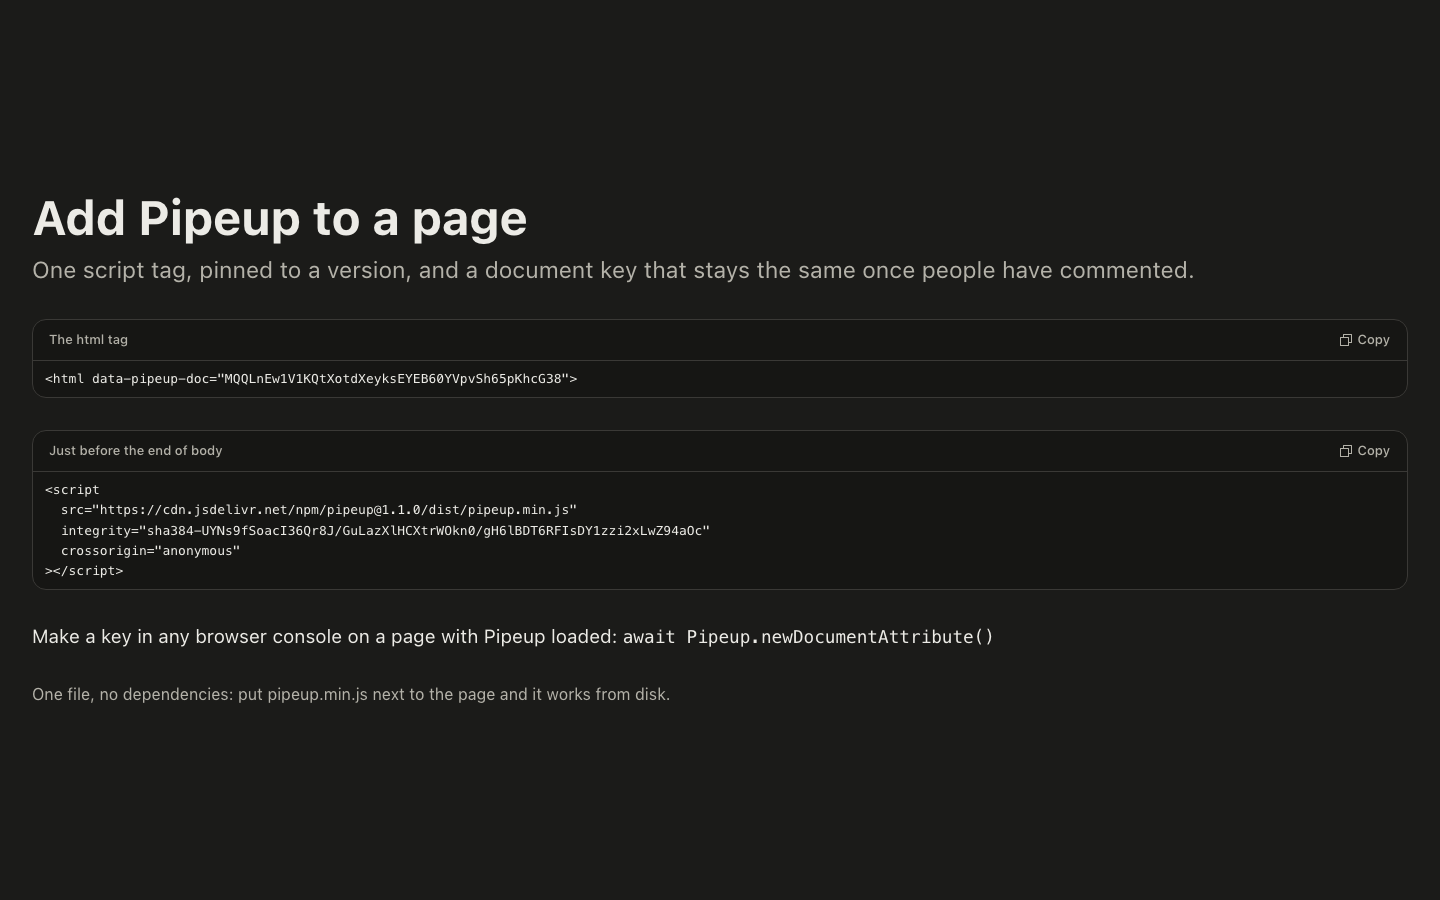 Add Pipeup to a page
One script tag, pinned to a version, and a document key that stays the same once people have commented.
The html tag
Copy
<html data-pipeup-doc="MQQLnEw1V1KQtXotdXeyksEYEB60YVpvSh65pKhcG38">
Just before the end of body
Copy
<script
  src="https://cdn.jsdelivr.net/npm/pipeup@1.1.0/dist/pipeup.min.js"
  integrity="sha384-UYNs9fSoacI36Qr8J/GuLazXlHCXtrWOkn0/gH6lBDT6RFIsDY1zzi2xLwZ94aOc"
  crossorigin="anonymous"
></script>
Make a key in any browser console on a page with Pipeup loaded: await Pipeup.newDocumentAttribute()
One file, no dependencies: put pipeup.min.js next to the page and it works from disk.